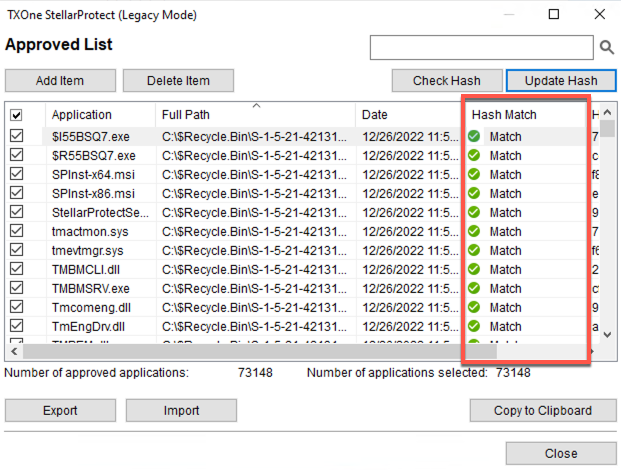 TXOne StellarProtect (Legacy Mode)
Approved List
Add Item Delete Item Check Hash Update Hash
Application Full Path Date Hash Match H
$I55BSQ7.exe C:\$Recycle.Bin\S-1-5-21-42131... 12/26/2022 11:5... Match 7
$R55BSQ7.exe C:\$Recycle.Bin\S-1-5-21-42131... 12/26/2022 11:5... Match c
SPInst-x64.msi C:\$Recycle.Bin\S-1-5-21-42131... 12/26/2022 11:5... Match f8
SPInst-x86.msi C:\$Recycle.Bin\S-1-5-21-42131... 12/26/2022 11:5... Match e
StellarProtectSe... C:\$Recycle.Bin\S-1-5-21-42131... 12/26/2022 11:5... Match 9
tmactmon.sys C:\$Recycle.Bin\S-1-5-21-42131... 12/26/2022 11:5... Match 7
tmevtmgr.sys C:\$Recycle.Bin\S-1-5-21-42131... 12/26/2022 11:5... Match f6
TMBMCLI.dll C:\$Recycle.Bin\S-1-5-21-42131... 12/26/2022 11:5... Match 2
TMBMSRV.exe C:\$Recycle.Bin\S-1-5-21-42131... 12/26/2022 11:5... Match c
Tmcomeng.dll C:\$Recycle.Bin\S-1-5-21-42131... 12/26/2022 11:5... Match 9
TmEngDrv.dll C:\$Recycle.Bin\S-1-5-21-42131... 12/26/2022 11:5... Match a
Number of approved applications: 73148 Number of applications selected: 73148
Export Import Copy to Clipboard
Close